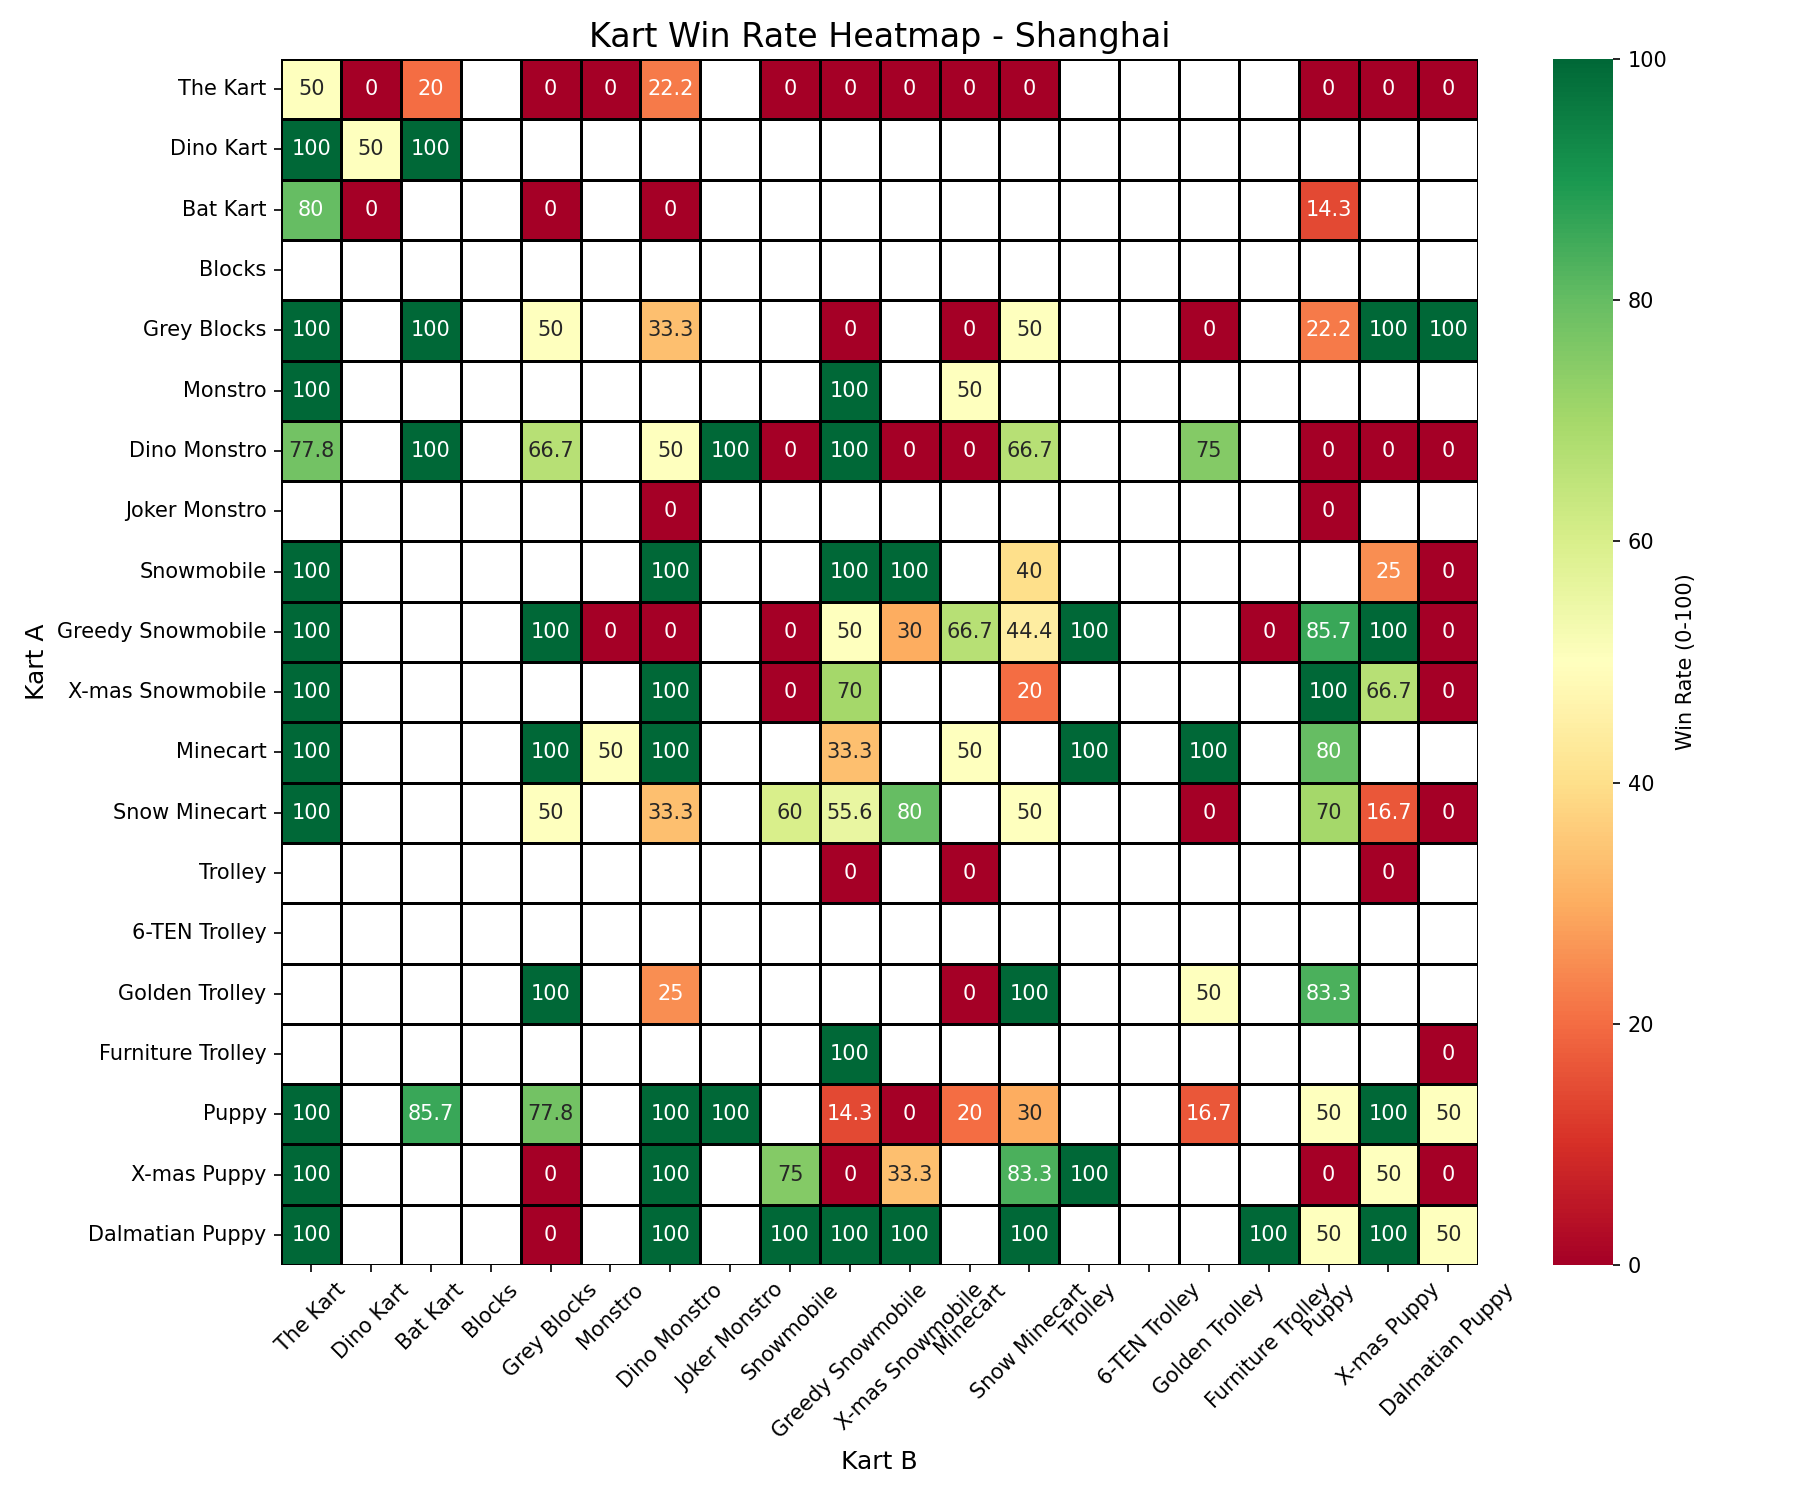 Kart Win Rate Heatmap - Shanghai
The Kart 50 0 20 0 0 22.2 0 0 0 0 0 0 0 0
Dino Kart 100 50 100
Bat Kart 80 0 0 0 14.3
Blocks
Grey Blocks 100 100 50 33.3 0 0 50 0 22.2 100 100
Monstro 100 100 50
Dino Monstro 77.8 100 66.7 50 100 0 100 0 0 66.7 75 0 0 0
Joker Monstro 0 0
Snowmobile 100 100 100 100 40 25 0
Greedy Snowmobile 100 100 0 0 0 50 30 66.7 44.4 100 0 85.7 100 0
X-mas Snowmobile 100 100 0 70 20 100 66.7 0
Minecart 100 100 50 100 33.3 50 100 100 80
Snow Minecart 100 50 33.3 60 55.6 80 50 0 70 16.7 0
Trolley 0 0 0
6-TEN Trolley
Golden Trolley 100 25 0 100 50 83.3
Furniture Trolley 100 0
Puppy 100 85.7 77.8 100 100 14.3 0 20 30 16.7 50 100 50
X-mas Puppy 100 0 100 75 0 33.3 83.3 100 0 50 0
Dalmatian Puppy 100 0 100 100 100 100 100 100 50 100 50
Kart A
The Kart
Dino Kart
Bat Kart
Blocks
Grey Blocks
Monstro
Dino Monstro
Joker Monstro
Snowmobile
Greedy Snowmobile
X-mas Snowmobile
Minecart
Snow Minecart
Trolley
6-TEN Trolley
Golden Trolley
Furniture Trolley
Puppy
X-mas Puppy
Dalmatian Puppy
Kart B
100
80
60
40
20
0
Win Rate (0-100)